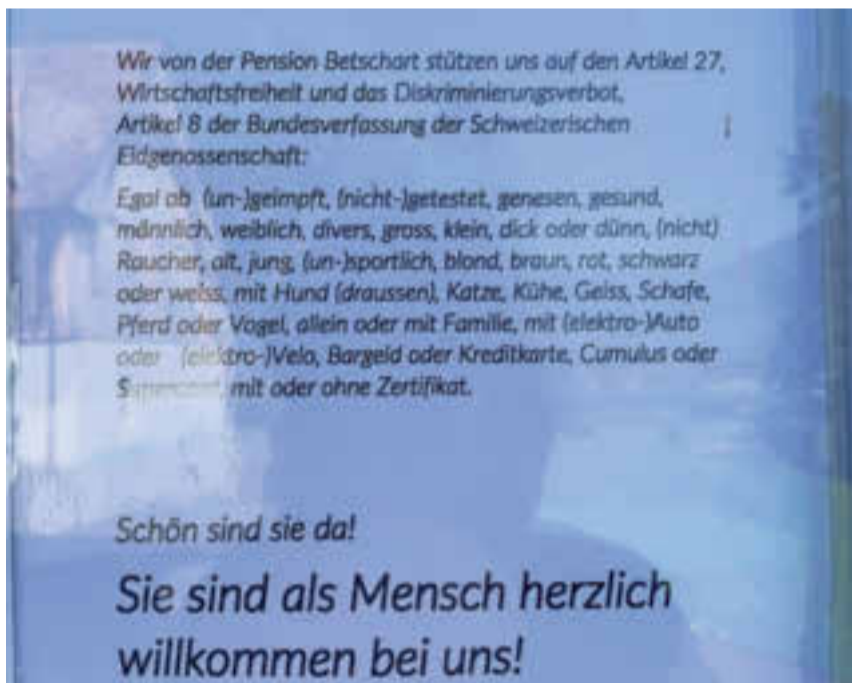 Wir von der Pension Betschart stützen uns auf den Artikel 27,
Wirtschaftsfreiheit und das Diskriminierungsverbot,
Artikel 8 der Bundesverfassung der Schweizerischen
Eidgenossenschaft:
Egal ob (un-)geimpft, (nicht-)getestet, genesen, gesund,
männlich, weiblich, divers, gross, klein, dick oder dünn, (nicht)
Raucher, alt, jung, (un-)sportlich, blond, braun, rot, schwarz
oder weiss, mit Hund (draussen), Katze, Kühe, Geiss, Schafe,
Pferd oder Vogel, allein oder mit Familie, mit (elektro-)Auto
oder (elektro-)Velo, Bargeld oder Kreditkarte, Cumulus oder
mit oder ohne Zertifikat.
Schön sind sie da!
Sie sind als Mensch herzlich
willkommen bei uns!